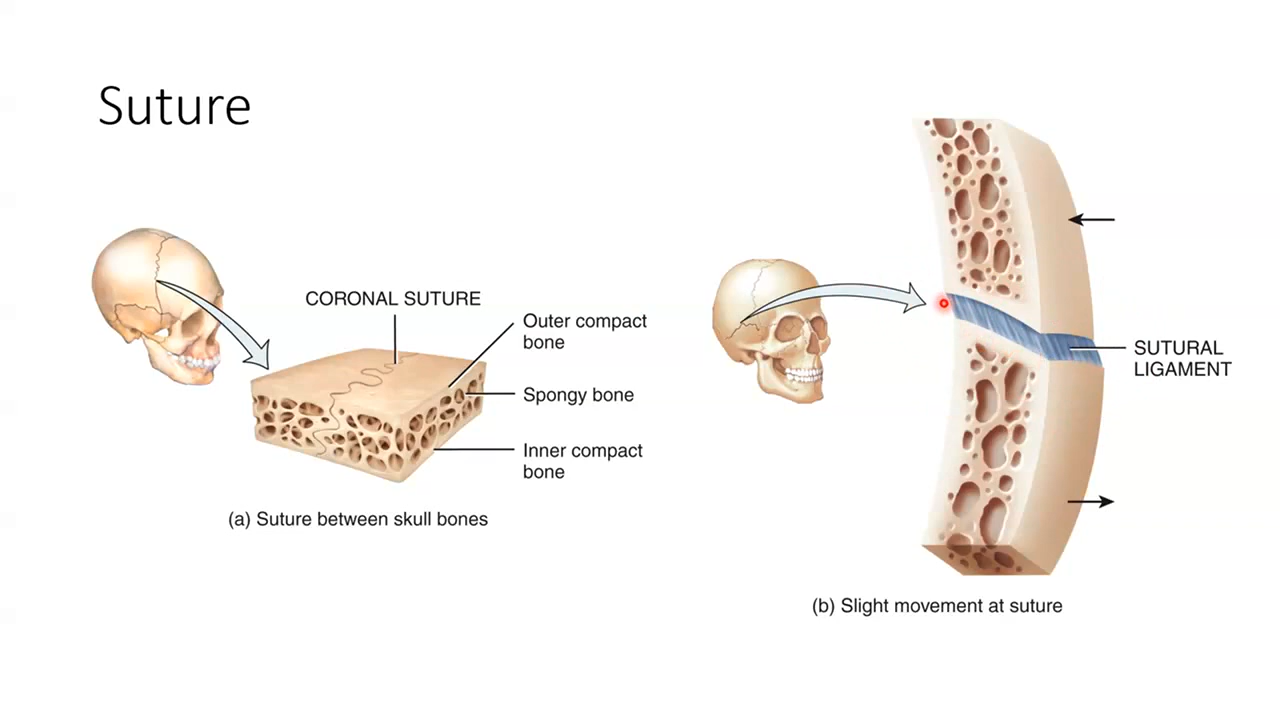 Suture
CORONAL SUTURE
Outer compact
bone
Spongy bone
Inner compact
bone
(a) Suture between skull bones
SUTURAL
LIGAMENT
(b) Slight movement at suture